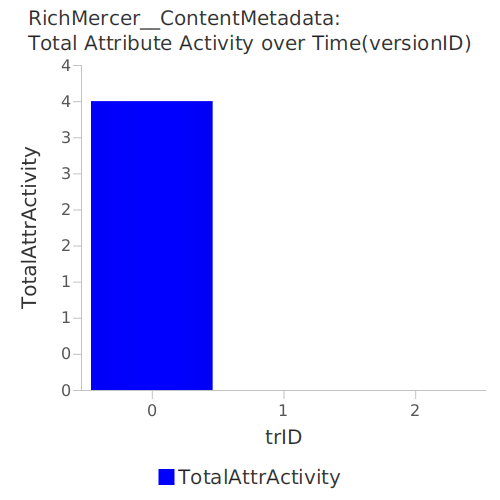 RichMercer__ContentMetadata:
Total Attribute Activity over Time(versionID)
TotalAttrActivity
4
4
3
3
2
2
1
1
0
0
0 1 2
trID
TotalAttrActivity